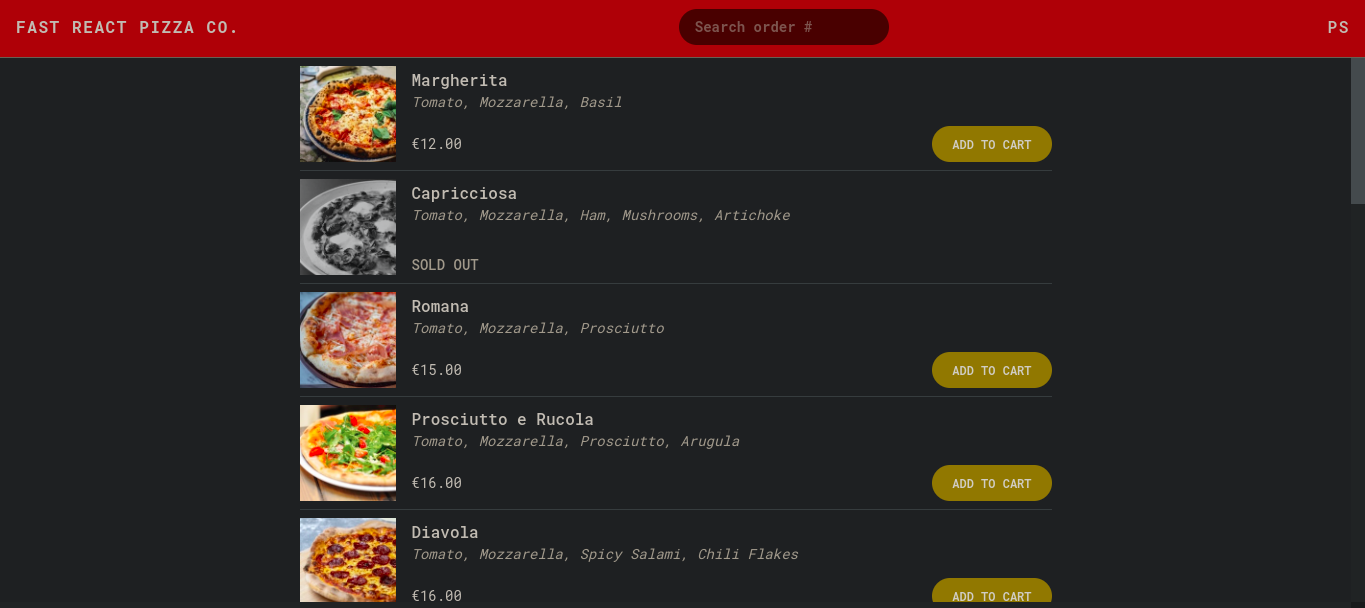 FAST REACT PIZZA CO.
Search order #
PS
Margherita
Tomato, Mozzarella, Basil
€12.00
ADD TO CART
Capricciosa
Tomato, Mozzarella, Ham, Mushrooms, Artichoke
SOLD OUT
Romana
Tomato, Mozzarella, Prosciutto
€15.00
ADD TO CART
Prosciutto e Rucola
Tomato, Mozzarella, Prosciutto, Arugula
€16.00
ADD TO CART
Diavola
Tomato, Mozzarella, Spicy Salami, Chili Flakes
€16.00
ADD TO CART